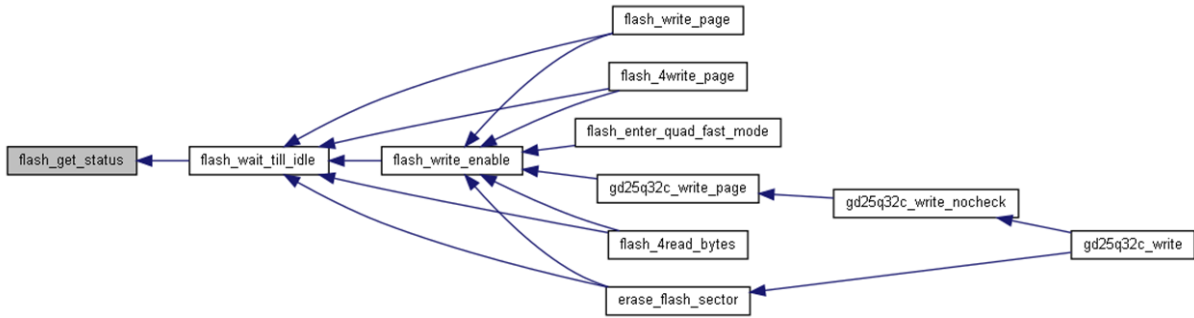 flash_write_page
flash_4write_page
flash_enter_quad_fast_mode
flash_get_status
flash_wait_till_idle
flash_write_enable
gd25q32c_write_page
gd25q32c_write_nocheck
flash_4read_bytes
gd25q32c_write
erase_flash_sector